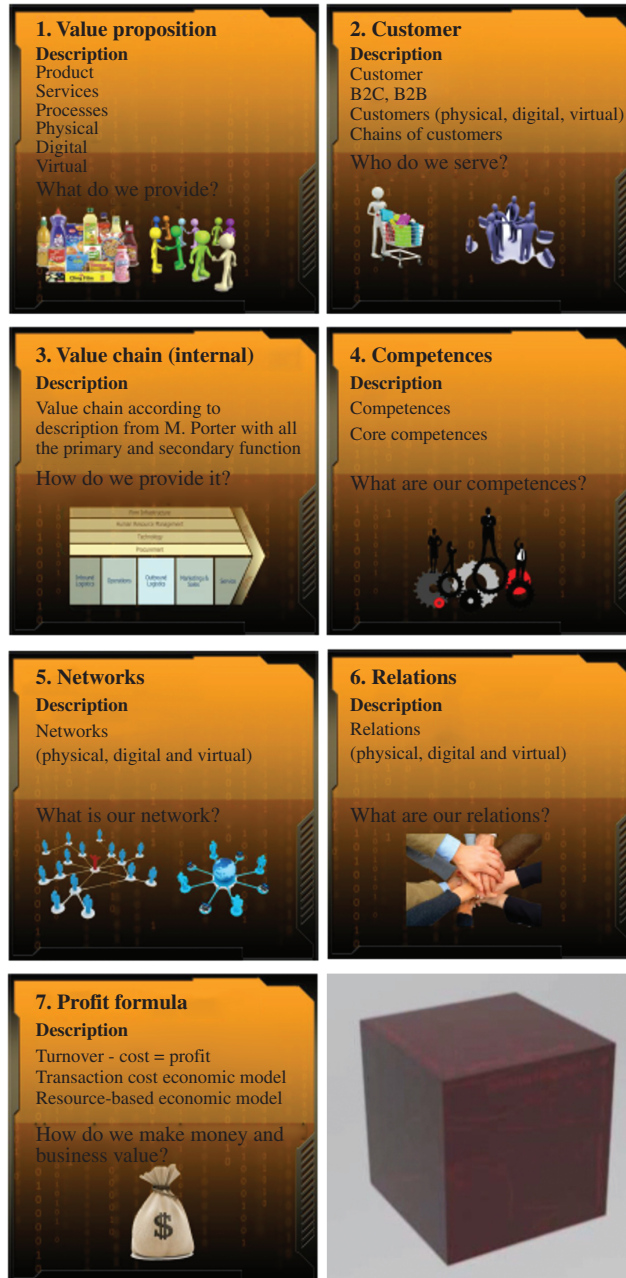 1. Value proposition
Description
Product
Services
Processes
Physical
Digital
Virtual
What do we provide?
2. Customer
Description
Customer
B2C, B2B
Customers (physical, digital, virtual)
Chains of customers
Who do we serve?
3. Value chain (internal)
Description
Value chain according to
description from M. Porter with all
the primary and secondary function
How do we provide it?
Firm Infrastructure
Human Resource Management
Technology
Procurement
Inbound
Logistics
Operations
Outbound
Logistics
Marketing &
Sales
Service
4. Competences
Description
Competences
Core competences
What are our competences?
5. Networks
Description
Networks
(physical, digital and virtual)
What is our network?
6. Relations
Description
Relations
(physical, digital and virtual)
What are our relations?
7. Profit formula
Description
Turnover - cost = profit
Transaction cost economic model
Resource-based economic model
How do we make money and
business value?
$